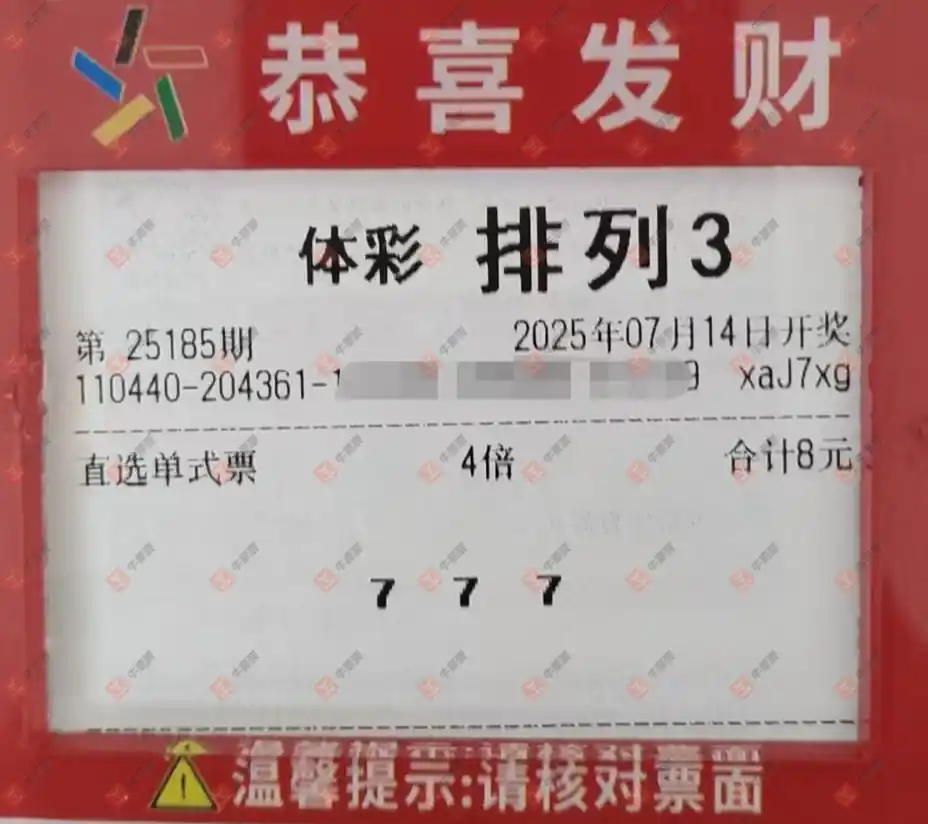 恭喜发财
体彩 排列3
第 25185期 2025年07月14日开奖
110440-204361-1 9 xaJ7xg
直选单式票 4倍 合计8元
7 7 7
温馨提示:请核对票面